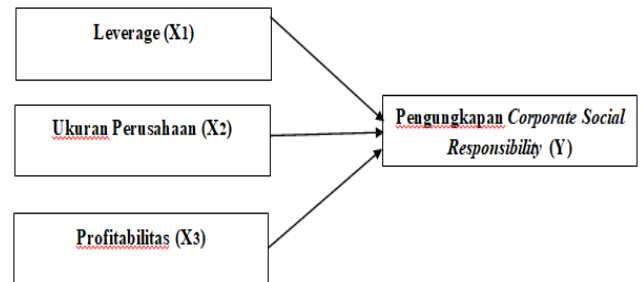 Leverage (X1)
Ukuran Perusahaan (X2)
Pengungkapan Corporate Social
Responsibility (Y)
Profitabilitas (X3)